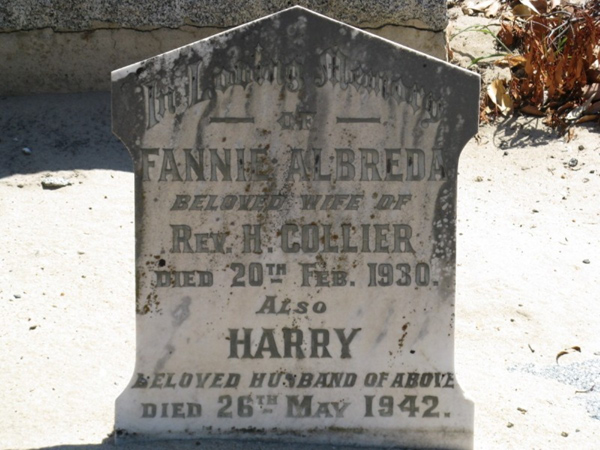 In Loving Memory
OF
FANNIE ALBREDA
BELOVED WIFE OF
REV. H. COLLIER
DIED 20TH FEB. 1930.
ALSO
HARRY
BELOVED HUSBAND OF ABOVE
DIED 26TH MAY 1942.